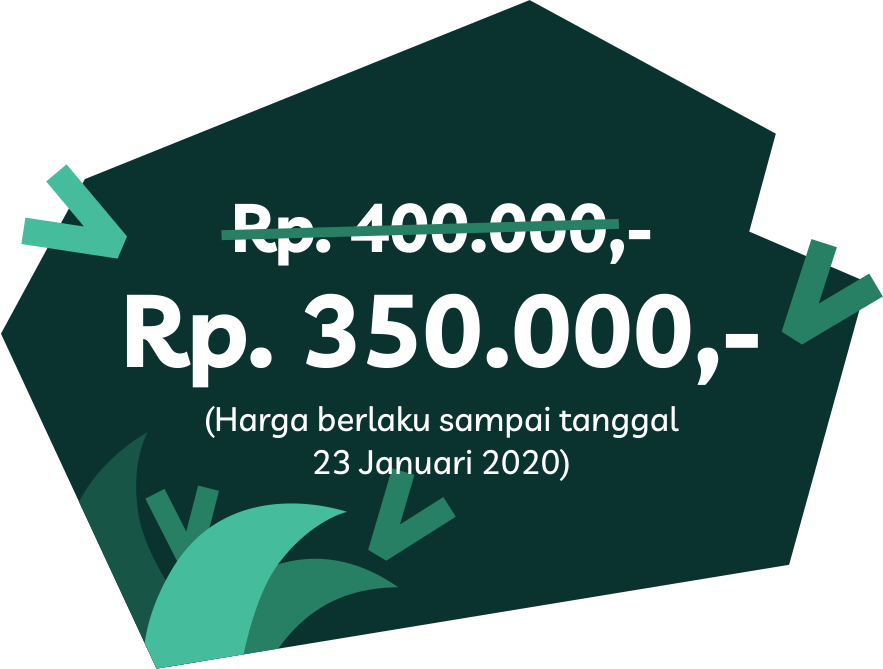 Rp. 400.000,-
Rp. 350.000,-
(Harga berlaku sampai tanggal
23 Januari 2020)